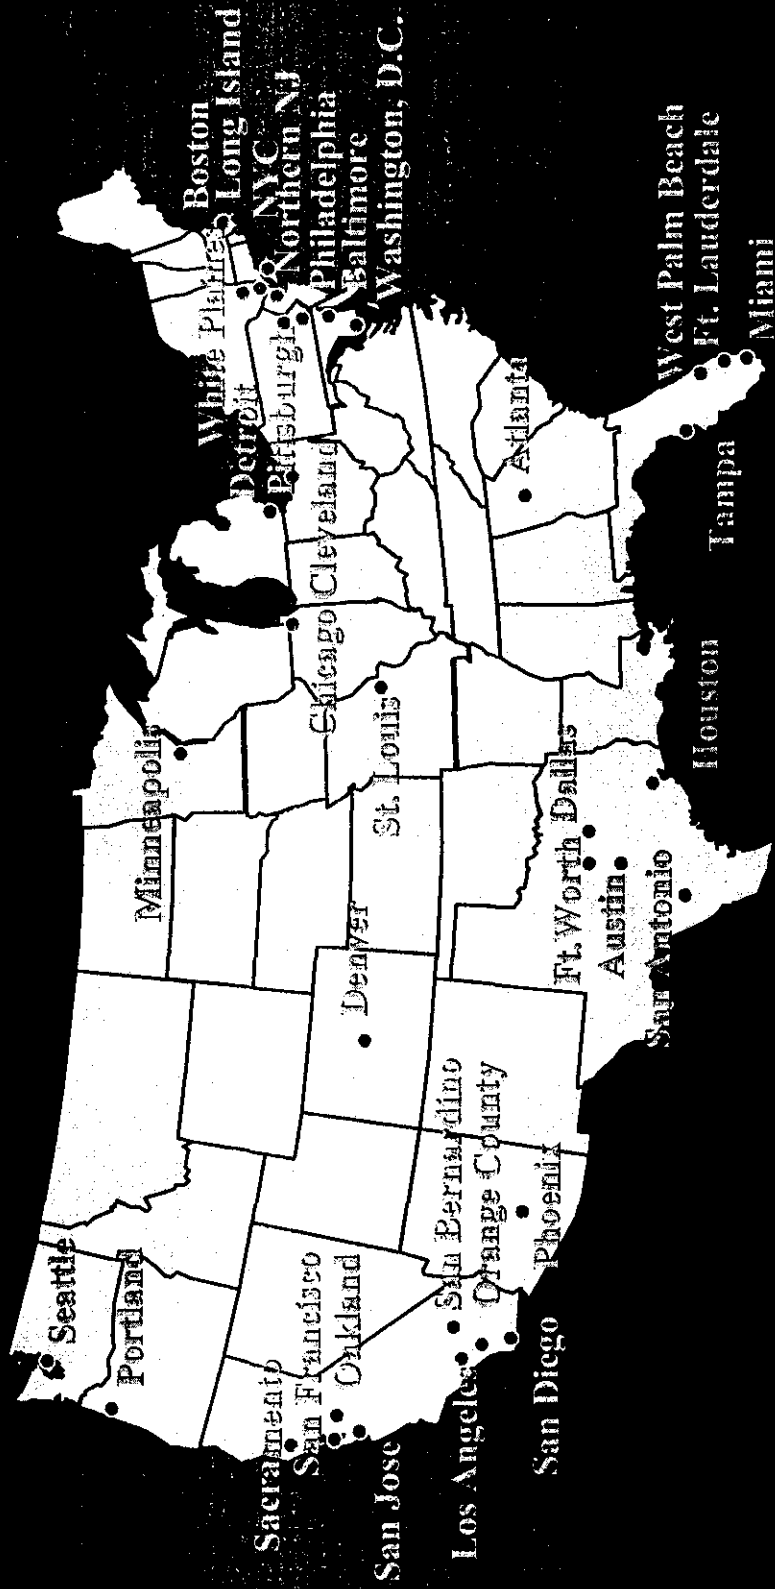 Seattle
Portland
Sacramento
San Francisco
Oakland
San Jose
Los Angeles
San Bernardino
Orange County
San Diego
Phoenix
Denver
Minneapolis
St. Louis
Ft. Worth
Dallas
Austin
San Antonio
Houston
Chicago
Cleveland
Detroit
Pittsburgh
White Plaines
Boston
Long Island
NYC
Northern NJ
Philadelphia
Baltimore
Washington, D.C.
Atlanta
West Palm Beach
Ft. Lauderdale
Miami
Tampa